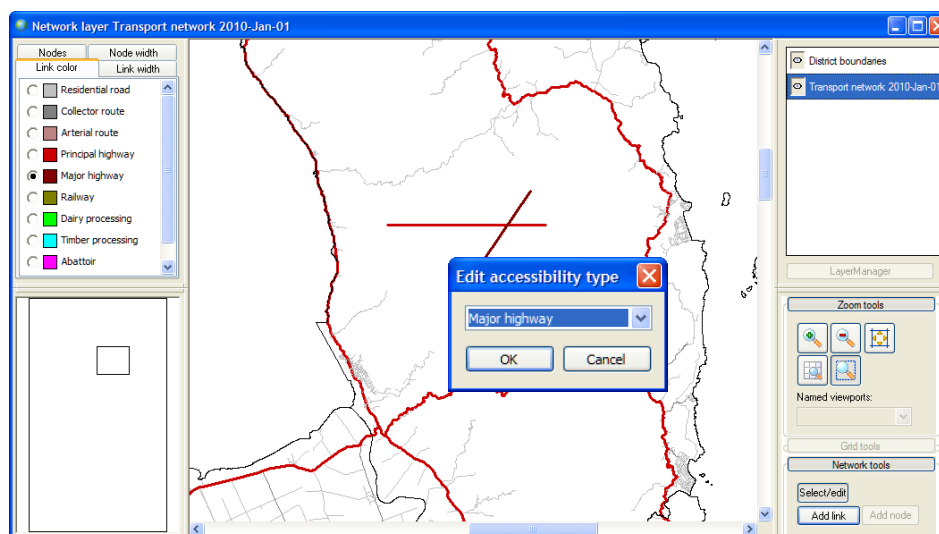 Network layer Transport network 2010-Jan-01
Nodes
Node width
Link color
Link width
Residential road
Collector route
Arterial route
Principal highway
Major highway
Railway
Dairy processing
Timber processing
Abattoir
Edit accessibility type
Major highway
OK
Cancel
District boundaries
Transport network 2010-Jan-01
LayerManager
Zoom tools
Named viewports:
Grid tools
Network tools
Select/edit
Add link
Add node